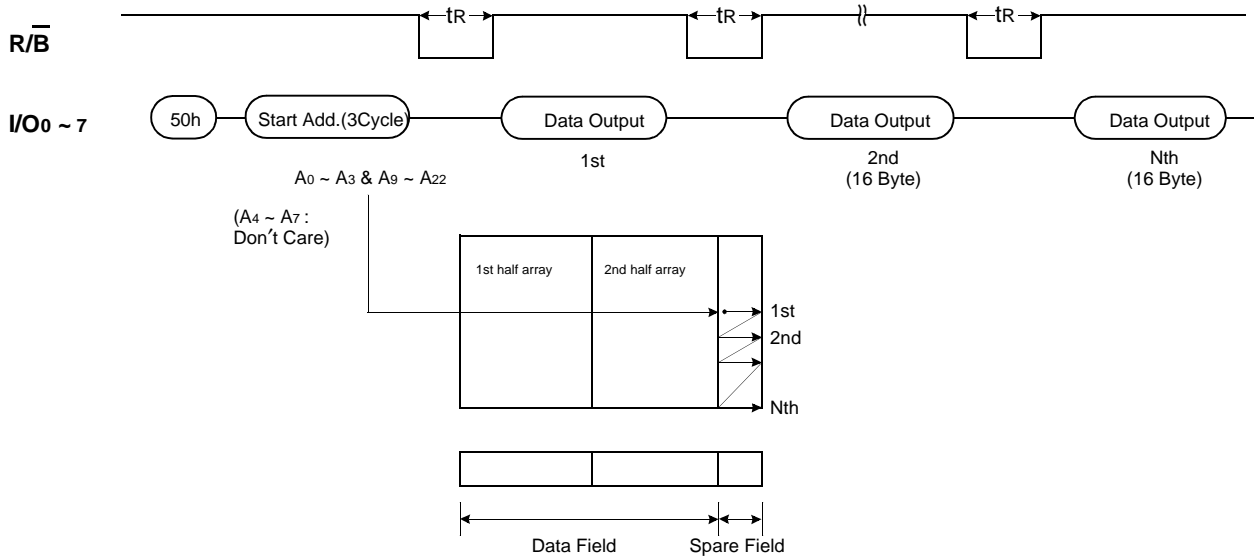 tR tR tR
R/B
I/O0 ~ 7 50h Start Add.(3Cycle) Data Output Data Output Data Output
1st 2nd Nth
(16 Byte) (16 Byte)
A0 ~ A3 & A9 ~ A22
(A4 ~ A7 :
Don′t Care)
1st half array 2nd half array
1st
2nd
Nth
Data Field Spare Field